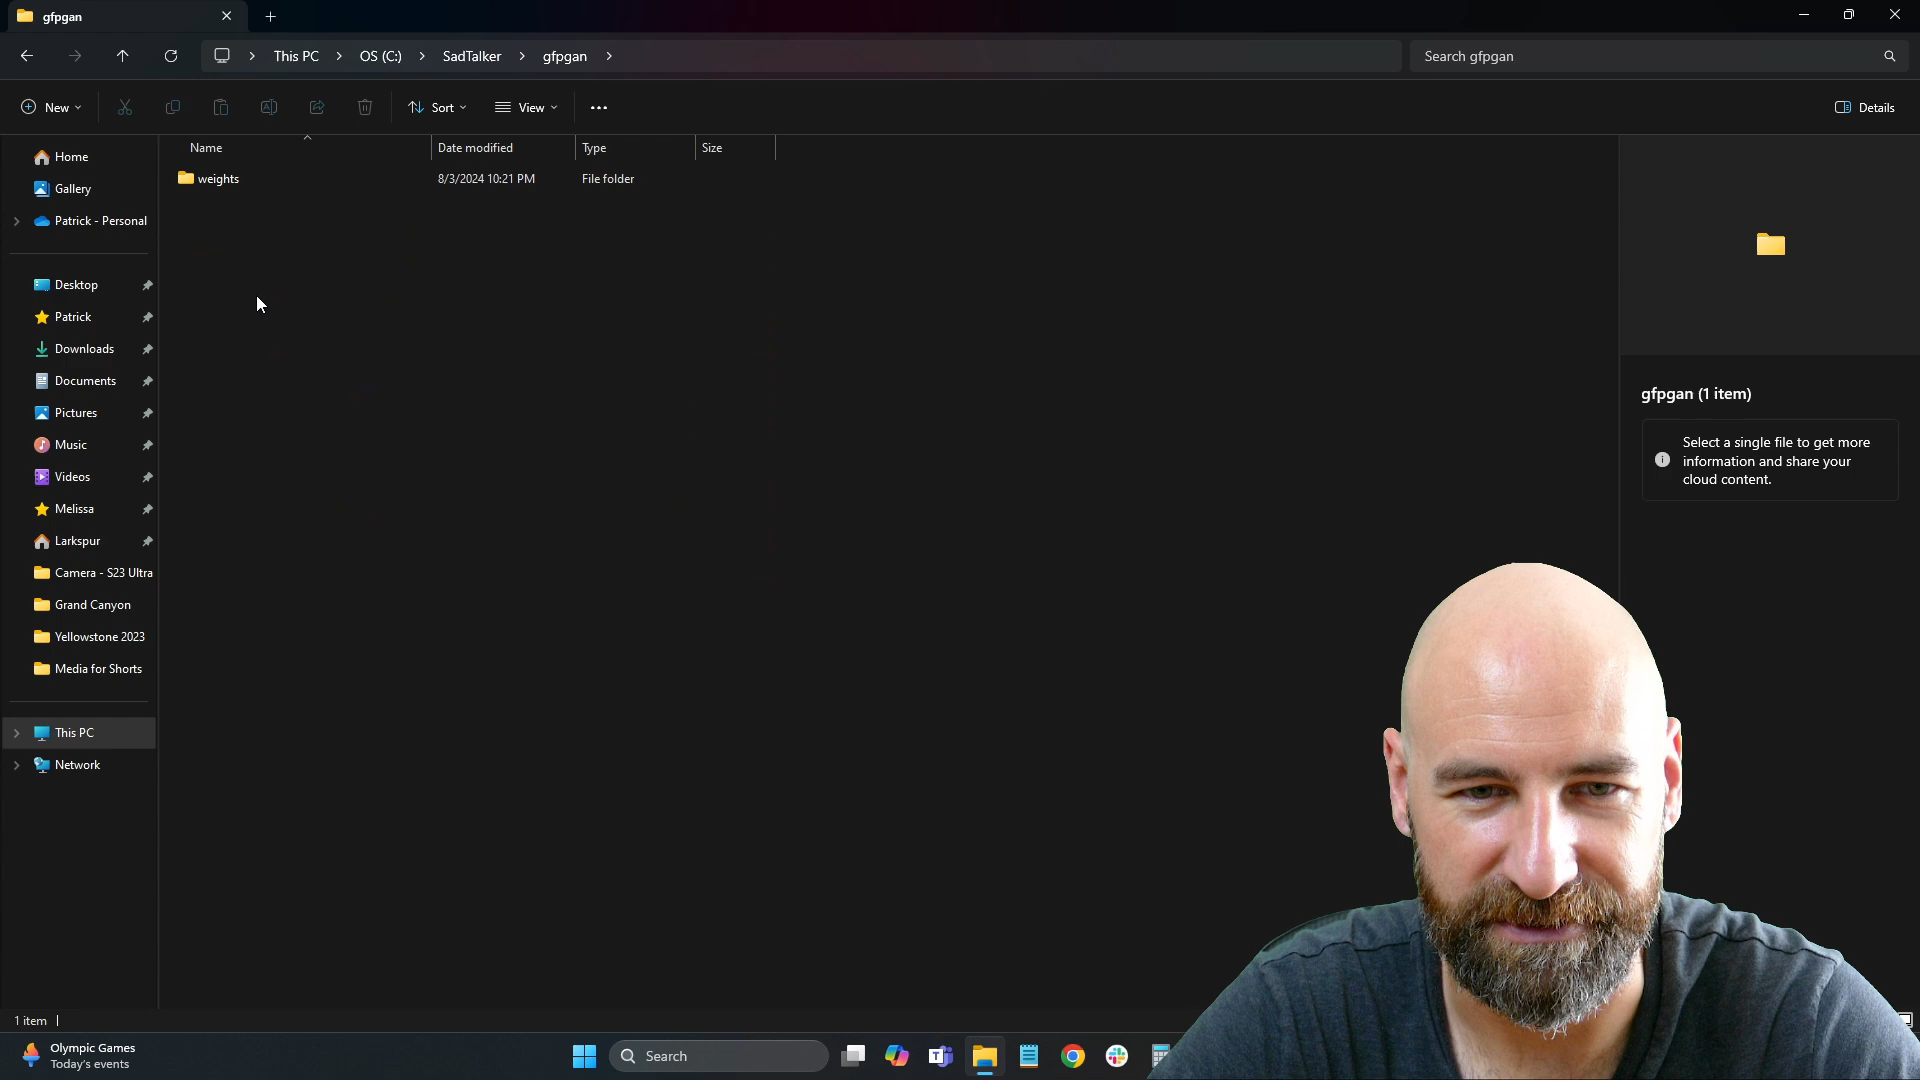 gfpgan
This PC
OS (C:)
SadTalker
gfpgan
Search gfpgan
New
Sort
View
Details
Name
Date modified
Type
Size
weights
8/3/2024 10:21 PM
File folder
Home
Gallery
Patrick - Personal
Desktop
Patrick
Downloads
Documents
Pictures
Music
Videos
Melissa
Larkspur
Camera - S23 Ultra
Grand Canyon
Yellowstone 2023
Media for Shorts
This PC
Network
gfpgan (1 item)
Select a single file to get more
information and share your
cloud content.
1 item
Olympic Games
Today's events
Search